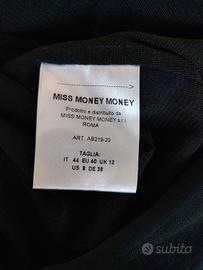 MISS MONEY MONEY
Prodotto e distribuito da
MISS MONEY MONEY s.r.l.
ROMA
ART. AB219-20
TAGLIA:
IT 44 EU 40 UK 12
US 8 DE 38
subito